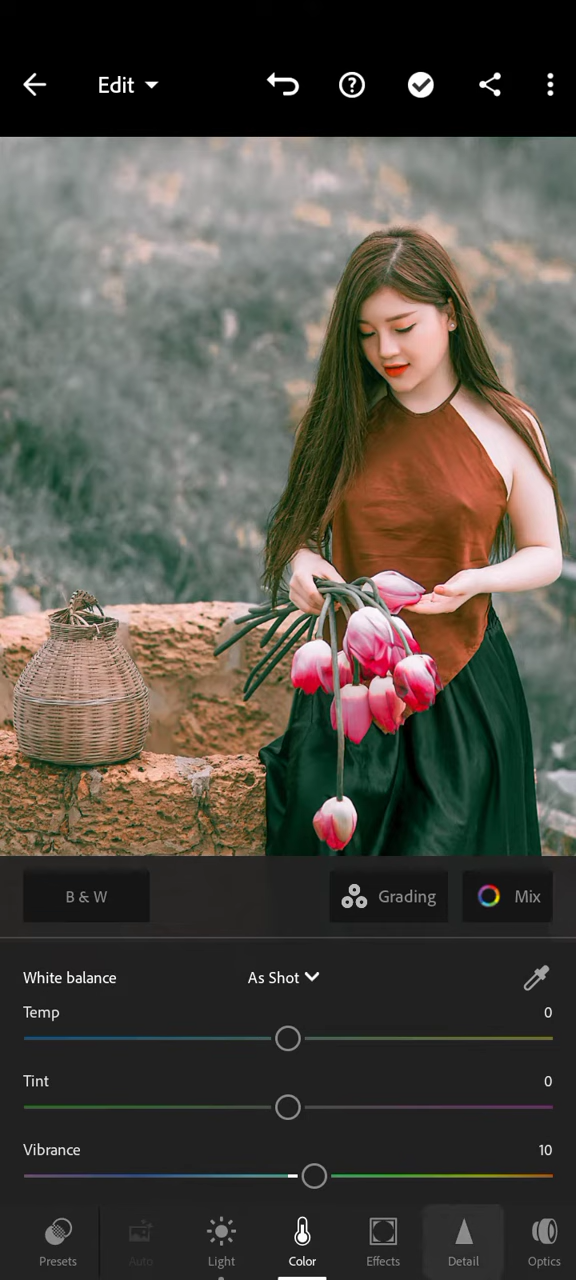 Edit
B & W
Grading
Mix
White balance
As Shot
Temp
0
Tint
0
Vibrance
10
Presets
Auto
Light
Color
Effects
Detail
Optics